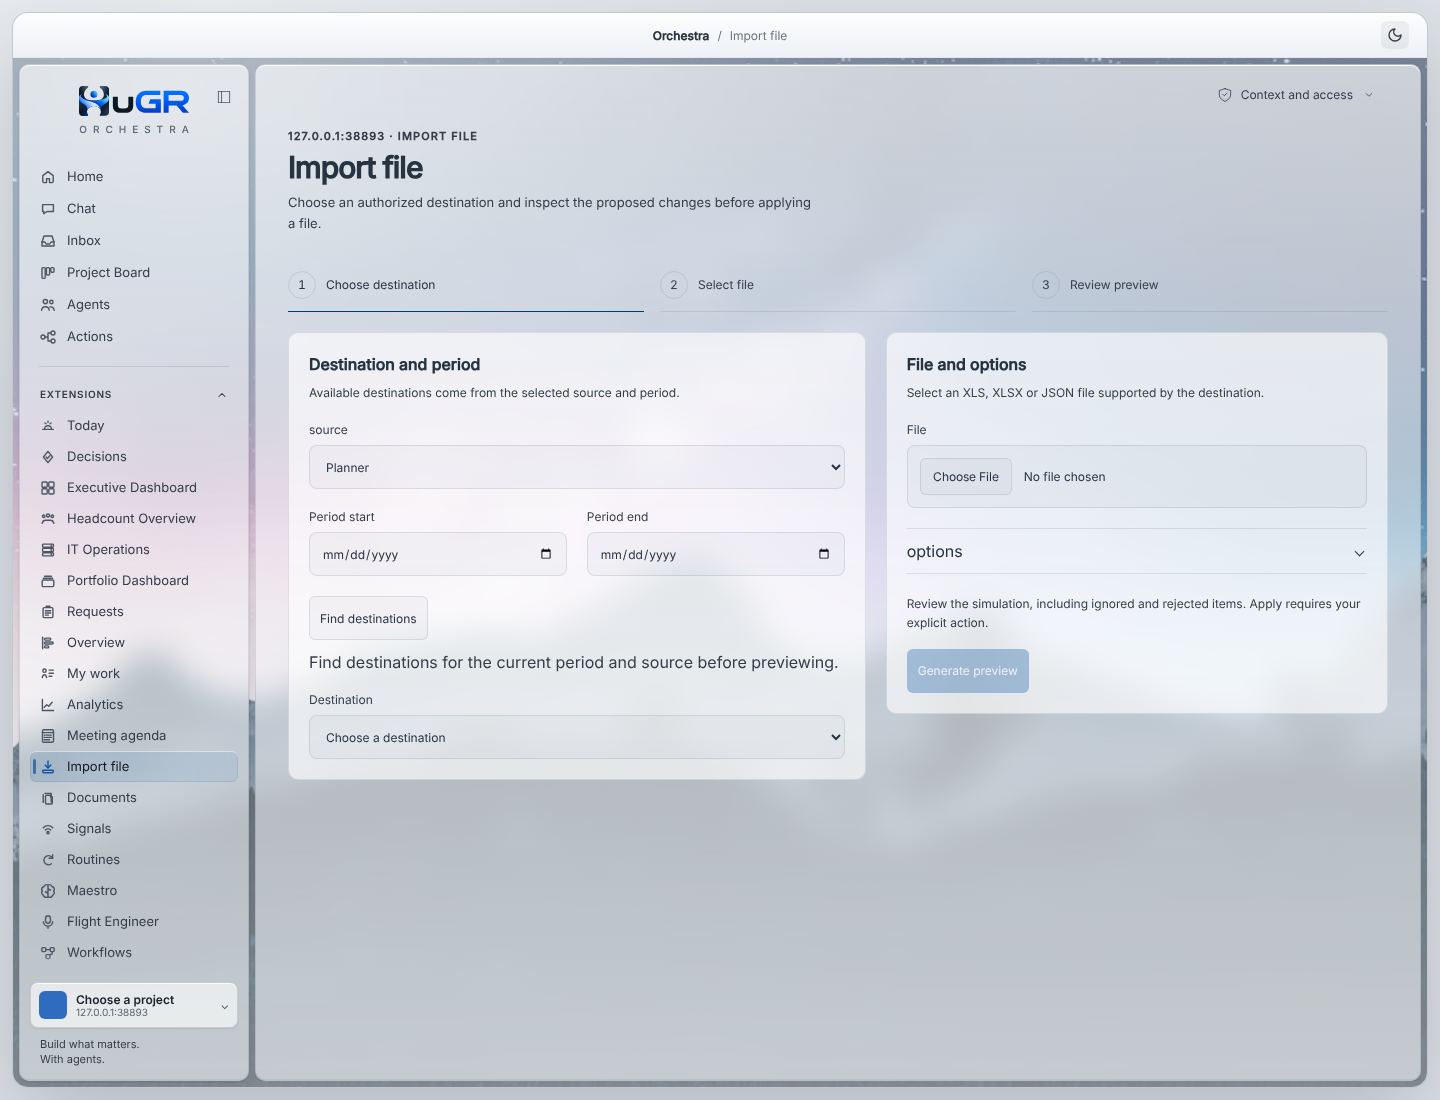 Orchestra / Import file
HuGR
ORCHESTRA
Home
Chat
Inbox
Project Board
Agents
Actions
EXTENSIONS
Today
Decisions
Executive Dashboard
Headcount Overview
IT Operations
Portfolio Dashboard
Requests
Overview
My work
Analytics
Meeting agenda
Import file
Documents
Signals
Routines
Maestro
Flight Engineer
Workflows
Choose a project
127.0.0.1:38893
Build what matters.
With agents.
Context and access
127.0.0.1:38893 · IMPORT FILE
Import file
Choose an authorized destination and inspect the proposed changes before applying
a file.
1 Choose destination
2 Select file
3 Review preview
Destination and period
Available destinations come from the selected source and period.
source
Planner
Period start
Period end
mm/dd/yyyy
mm/dd/yyyy
Find destinations
Find destinations for the current period and source before previewing.
Destination
Choose a destination
File and options
Select an XLS, XLSX or JSON file supported by the destination.
File
Choose File No file chosen
options
Review the simulation, including ignored and rejected items. Apply requires your
explicit action.
Generate preview